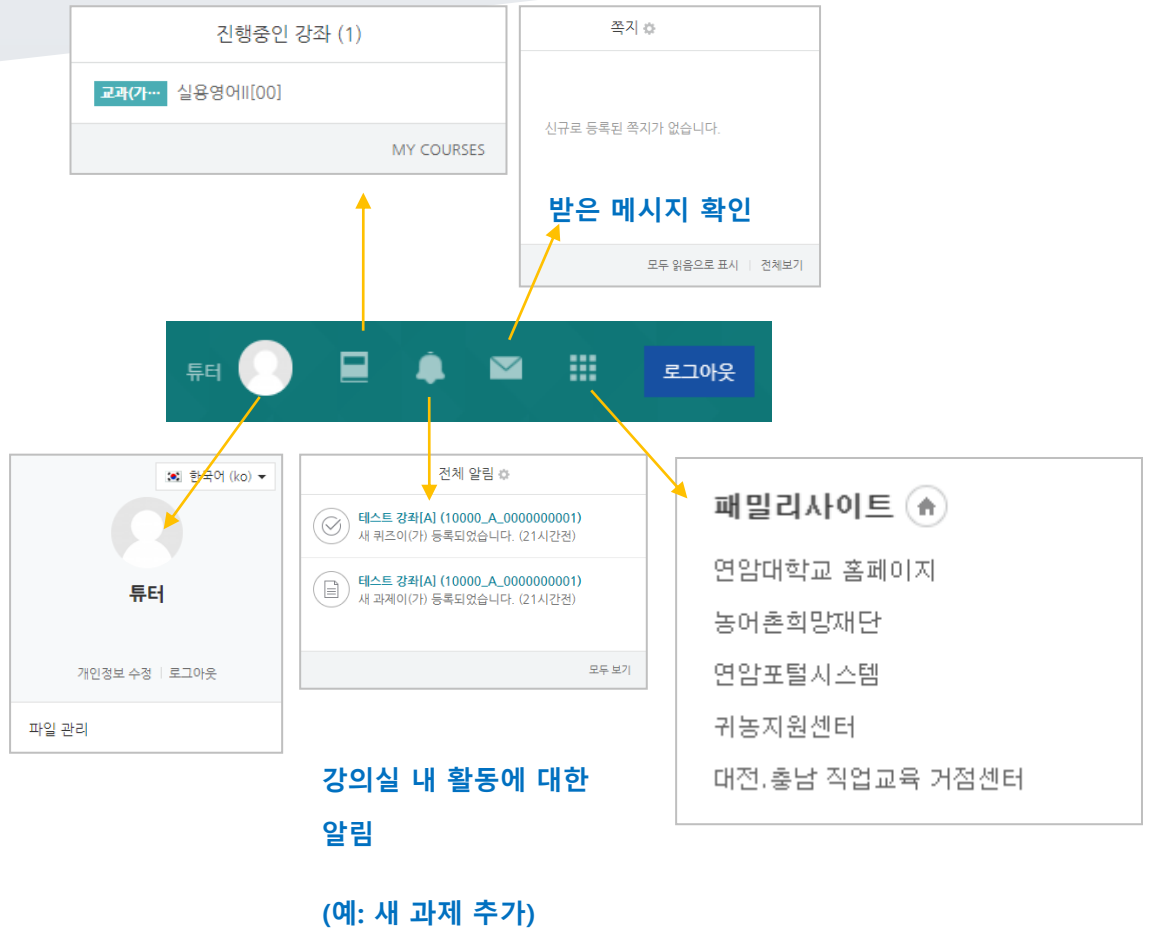 진행중인 강좌 (1)
교과(가… 실용영어II[00]
MY COURSES
쪽지
신규로 등록된 쪽지가 없습니다.
받은 메시지 확인
모두 읽음으로 표시 | 전체보기
튜터
로그아웃
한국어 (ko)
튜터
개인정보 수정 | 로그아웃
파일 관리
전체 알림
테스트 강좌[A] (10000_A_0000000001)
새 퀴즈이(가) 등록되었습니다. (21시간전)
테스트 강좌[A] (10000_A_0000000001)
새 과제이(가) 등록되었습니다. (21시간전)
모두 보기
패밀리사이트
연암대학교 홈페이지
농어촌희망재단
연암포털시스템
귀농지원센터
대전.충남 직업교육 거점센터
강의실 내 활동에 대한
알림
(예: 새 과제 추가)